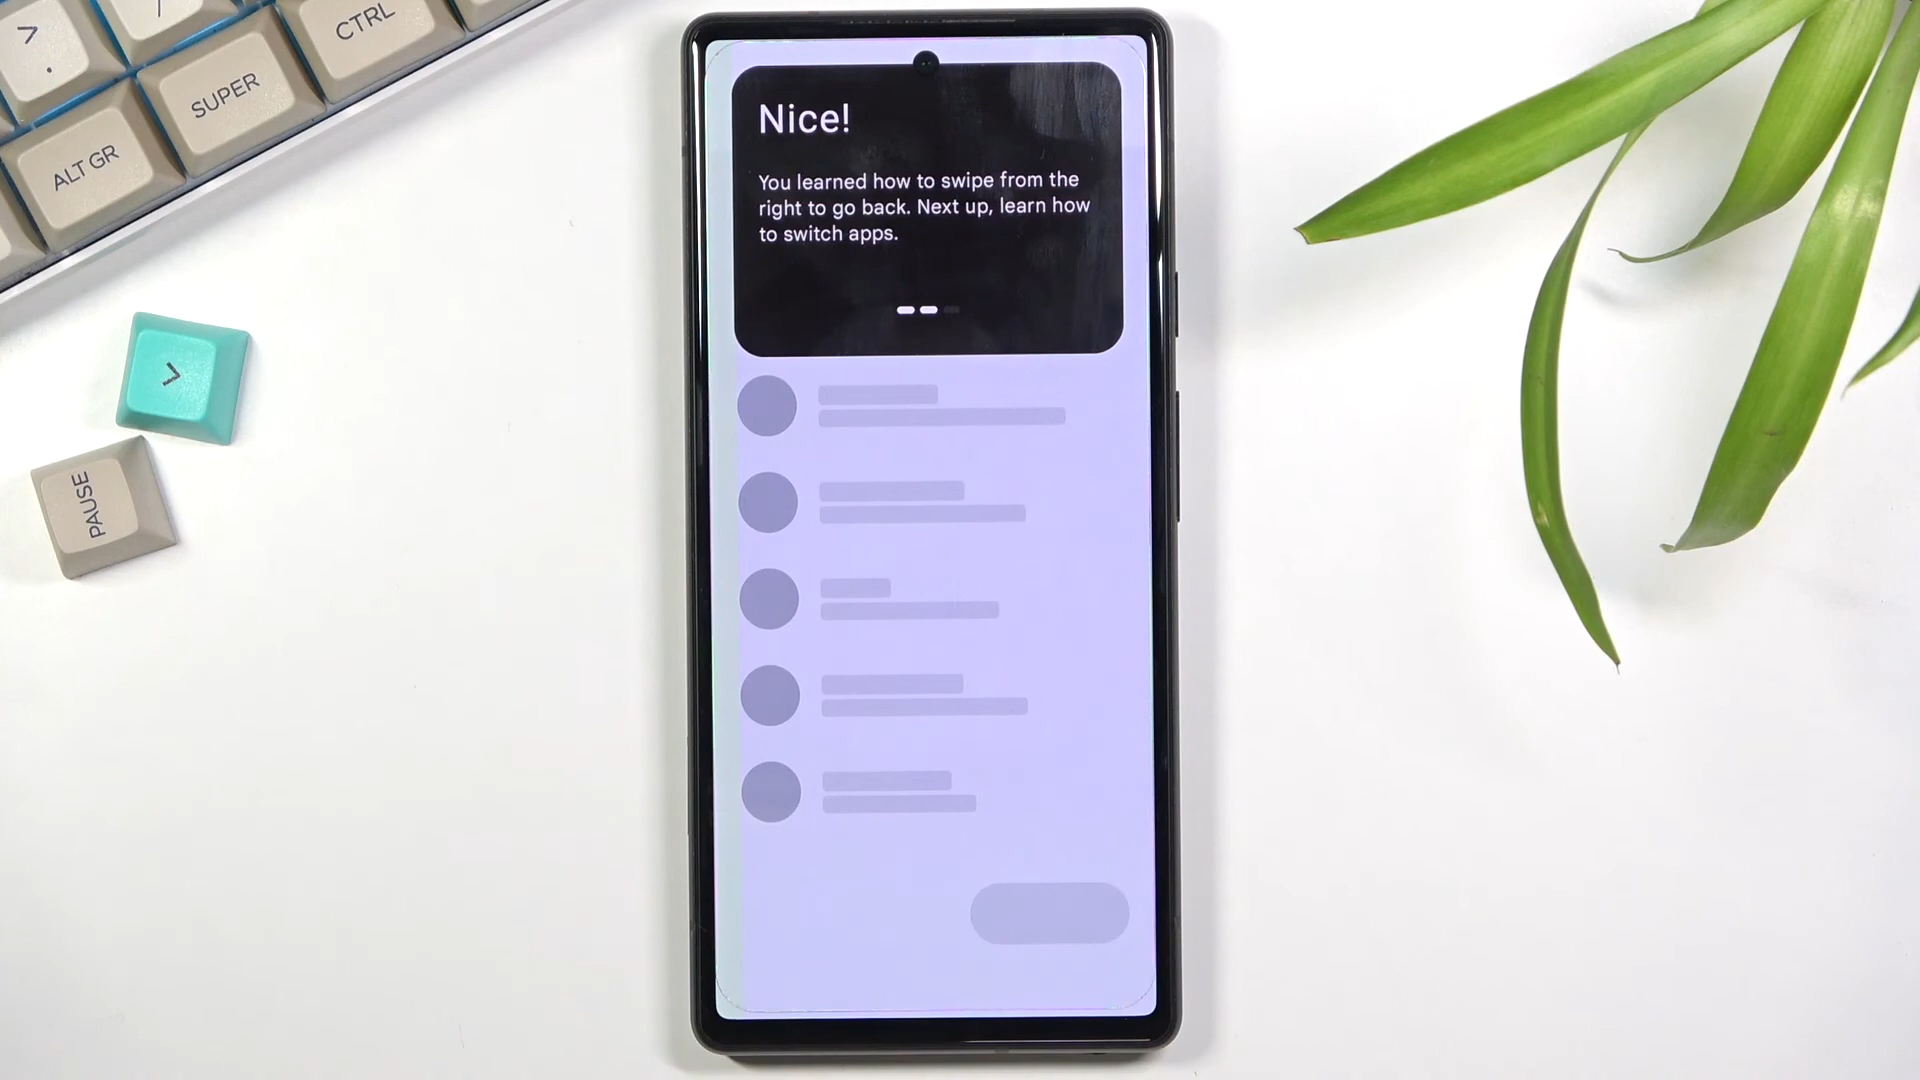 >
.
/
CTRL
SUPER
ALT GR
>
PAUSE
Nice!
You learned how to swipe from the
right to go back. Next up, learn how
to switch apps.